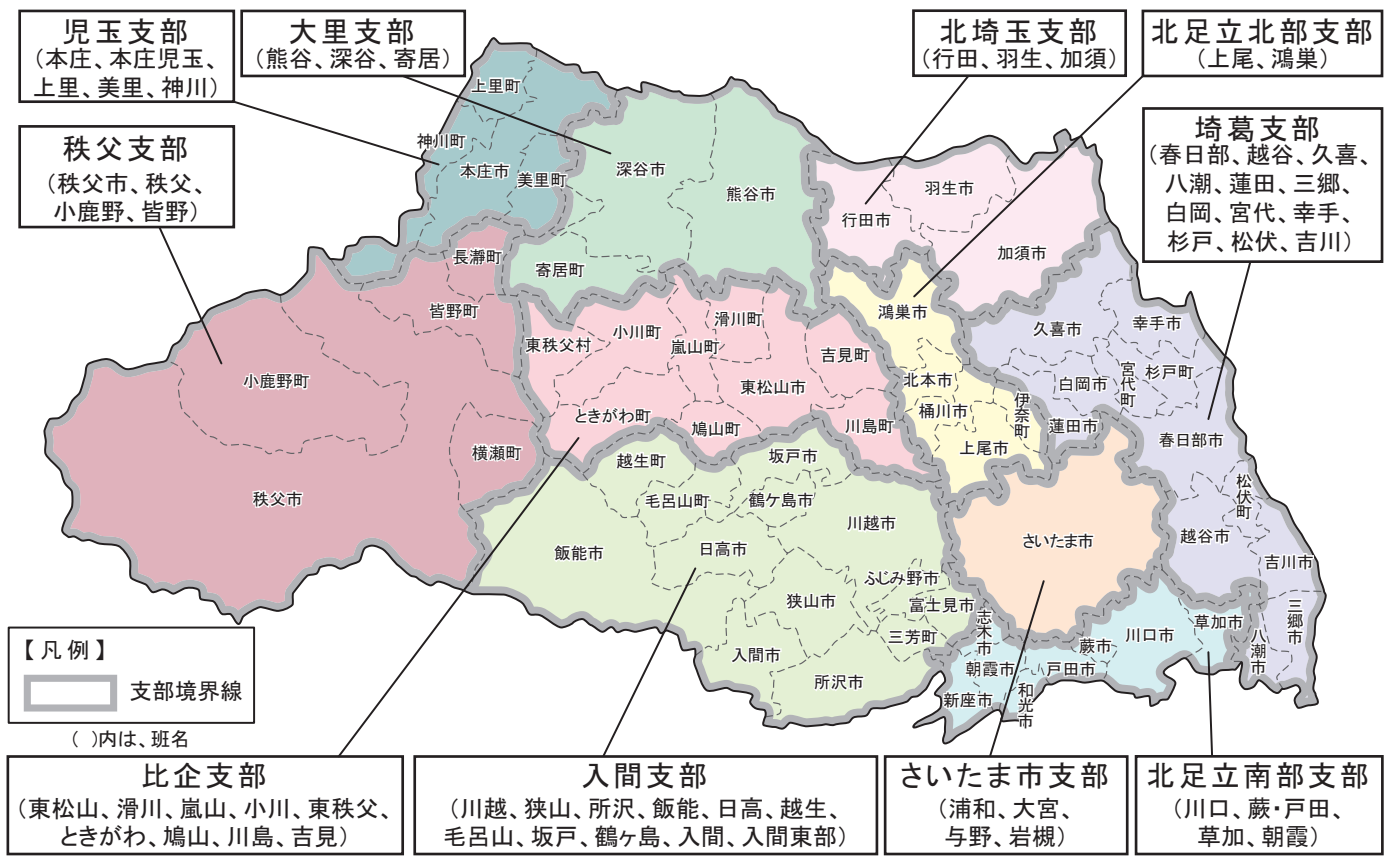 児玉支部
(本庄、本庄児玉、
上里、美里、神川)
大里支部
(熊谷、深谷、寄居)
北埼玉支部
(行田、羽生、加須)
北足立北部支部
(上尾、鴻巣)
埼葛支部
(春日部、越谷、久喜、
八潮、蓮田、三郷、
白岡、宮代、幸手、
杉戸、松伏、吉川)
秩父支部
(秩父市、秩父、
小鹿野、皆野)
上里町
神川町
本庄市
美里町
深谷市
熊谷市
寄居町
行田市
羽生市
加須市
長瀞町
皆野町
小鹿野町
横瀬町
秩父市
東秩父村
小川町
嵐山町
滑川町
吉見町
東松山市
ときがわ町
鳩山町
川島町
鴻巣市
北本市
桶川市
伊奈町
上尾市
久喜市
幸手市
白岡市
宮代町
杉戸町
蓮田市
春日部市
松伏町
越谷市
吉川市
三郷市
八潮市
さいたま市
越生町
坂戸市
毛呂山町
鶴ケ島市
川越市
飯能市
日高市
ふじみ野市
狭山市
富士見市
三芳町
入間市
所沢市
志木市
朝霞市
新座市
和光市
戸田市
蕨市
川口市
草加市
【凡例】
支部境界線
( )内は、班名
比企支部
(東松山、滑川、嵐山、小川、東秩父、
ときがわ、鳩山、川島、吉見)
入間支部
(川越、狭山、所沢、飯能、日高、越生、
毛呂山、坂戸、鶴ヶ島、入間、入間東部)
さいたま市支部
(浦和、大宮、
与野、岩槻)
北足立南部支部
(川口、蕨・戸田、
草加、朝霞)